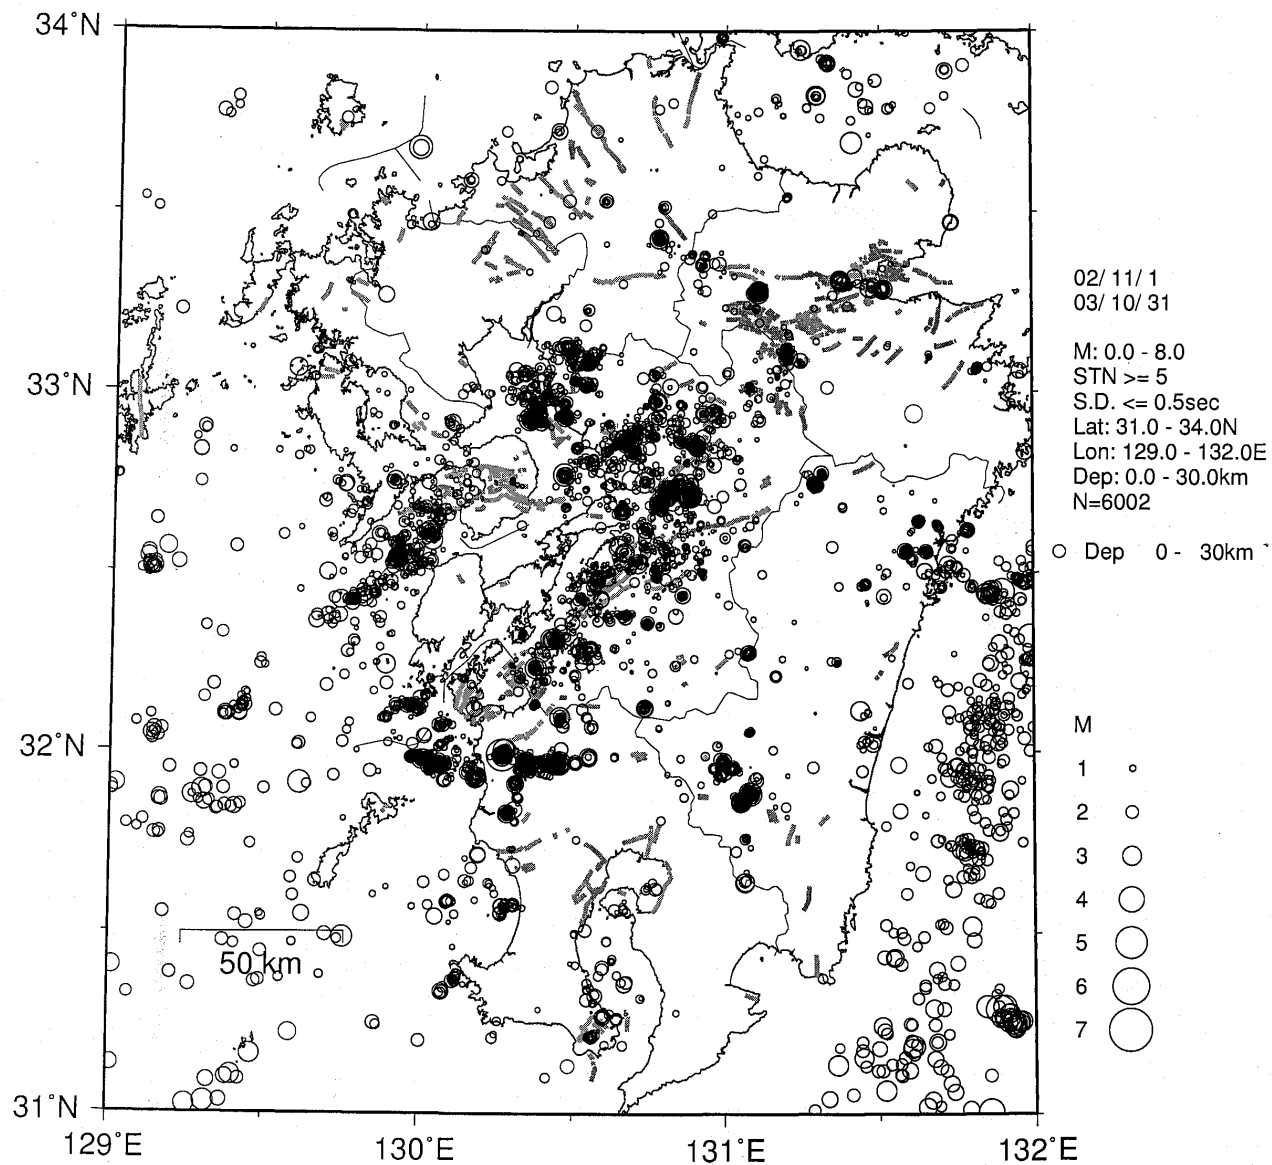 34°N
33°N
32°N
31°N
129°E
130°E
131°E
132°E
50 km
02/ 11/ 1
03/ 10/ 31
M: 0.0 - 8.0
STN >= 5
S.D. <= 0.5sec
Lat: 31.0 - 34.0N
Lon: 129.0 - 132.0E
Dep: 0.0 - 30.0km
N=6002
Dep 0 - 30km
M
1
2
3
4
5
6
7